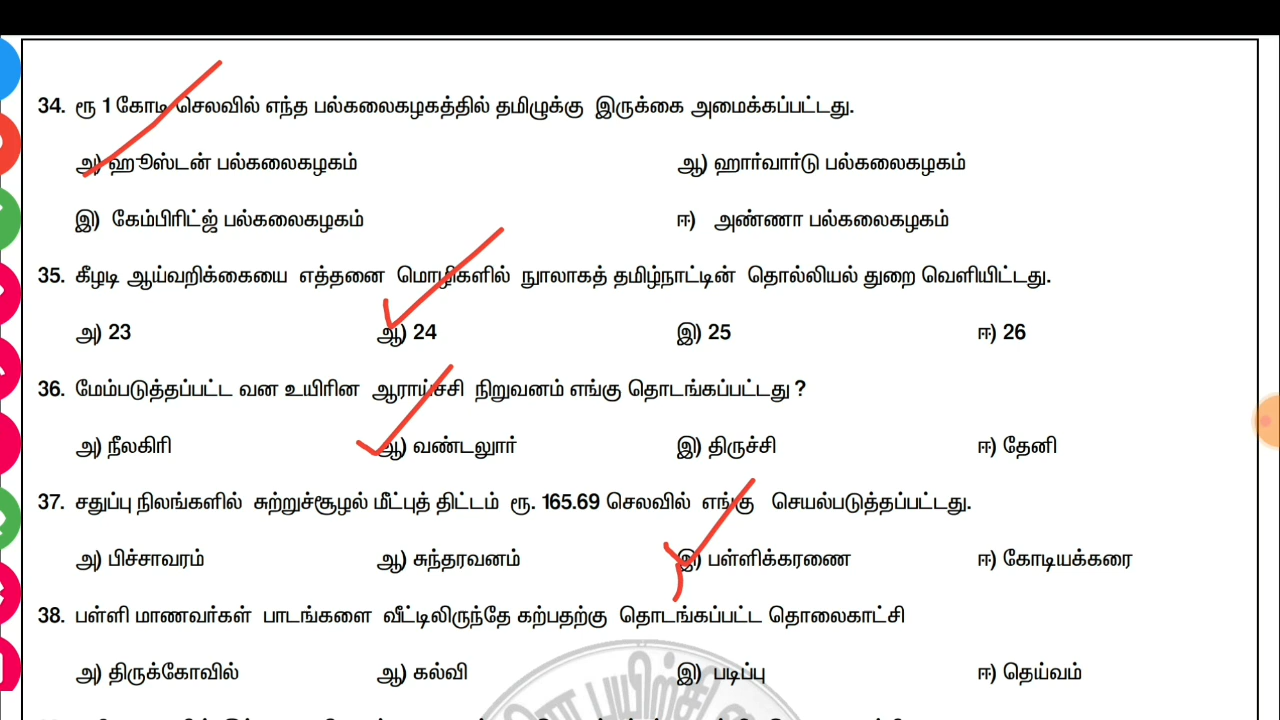 34. ரூ 1 கோடி செலவில் எந்த பல்கலைகழகத்தில் தமிழுக்கு இருக்கை அமைக்கப்பட்டது.
அ) ஹூஸ்டன் பல்கலைகழகம் ஆ) ஹார்வார்டு பல்கலைகழகம்
இ) கேம்பிரிட்ஜ் பல்கலைகழகம் ஈ) அண்ணா பல்கலைகழகம்
35. கீழடி ஆய்வறிக்கையை எத்தனை மொழிகளில் நூலாகத் தமிழ்நாட்டின் தொல்லியல் துறை வெளியிட்டது.
அ) 23 ஆ) 24 இ) 25 ஈ) 26
36. மேம்படுத்தப்பட்ட வன உயிரின ஆராய்ச்சி நிறுவனம் எங்கு தொடங்கப்பட்டது ?
அ) நீலகிரி ஆ) வண்டலூர் இ) திருச்சி ஈ) தேனி
37. சதுப்பு நிலங்களில் சுற்றுச்சூழல் மீட்புத் திட்டம் ரூ. 165.69 செலவில் எங்கு செயல்படுத்தப்பட்டது.
அ) பிச்சாவரம் ஆ) சுந்தரவனம் இ) பள்ளிக்கரணை ஈ) கோடியக்கரை
38. பள்ளி மாணவர்கள் பாடங்களை வீட்டிலிருந்தே கற்பதற்கு தொடங்கப்பட்ட தொலைகாட்சி
அ) திருக்கோவில் ஆ) கல்வி இ) படிப்பு ஈ) தெய்வம்